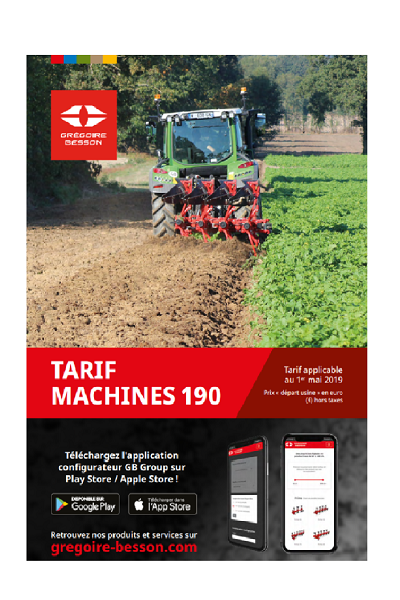 GRÉGOIRE
BESSON
TARIF
MACHINES 190
Tarif applicable
au 1er mai 2019
Prix « départ usine » en euro
(€) hors taxes
Téléchargez l'application
configurateur GB Group sur
Play Store / Apple Store !
DISPONIBLE SUR
Google Play
Télécharger dans
l'App Store
Retrouvez nos produits et services sur
gregoire-besson.com